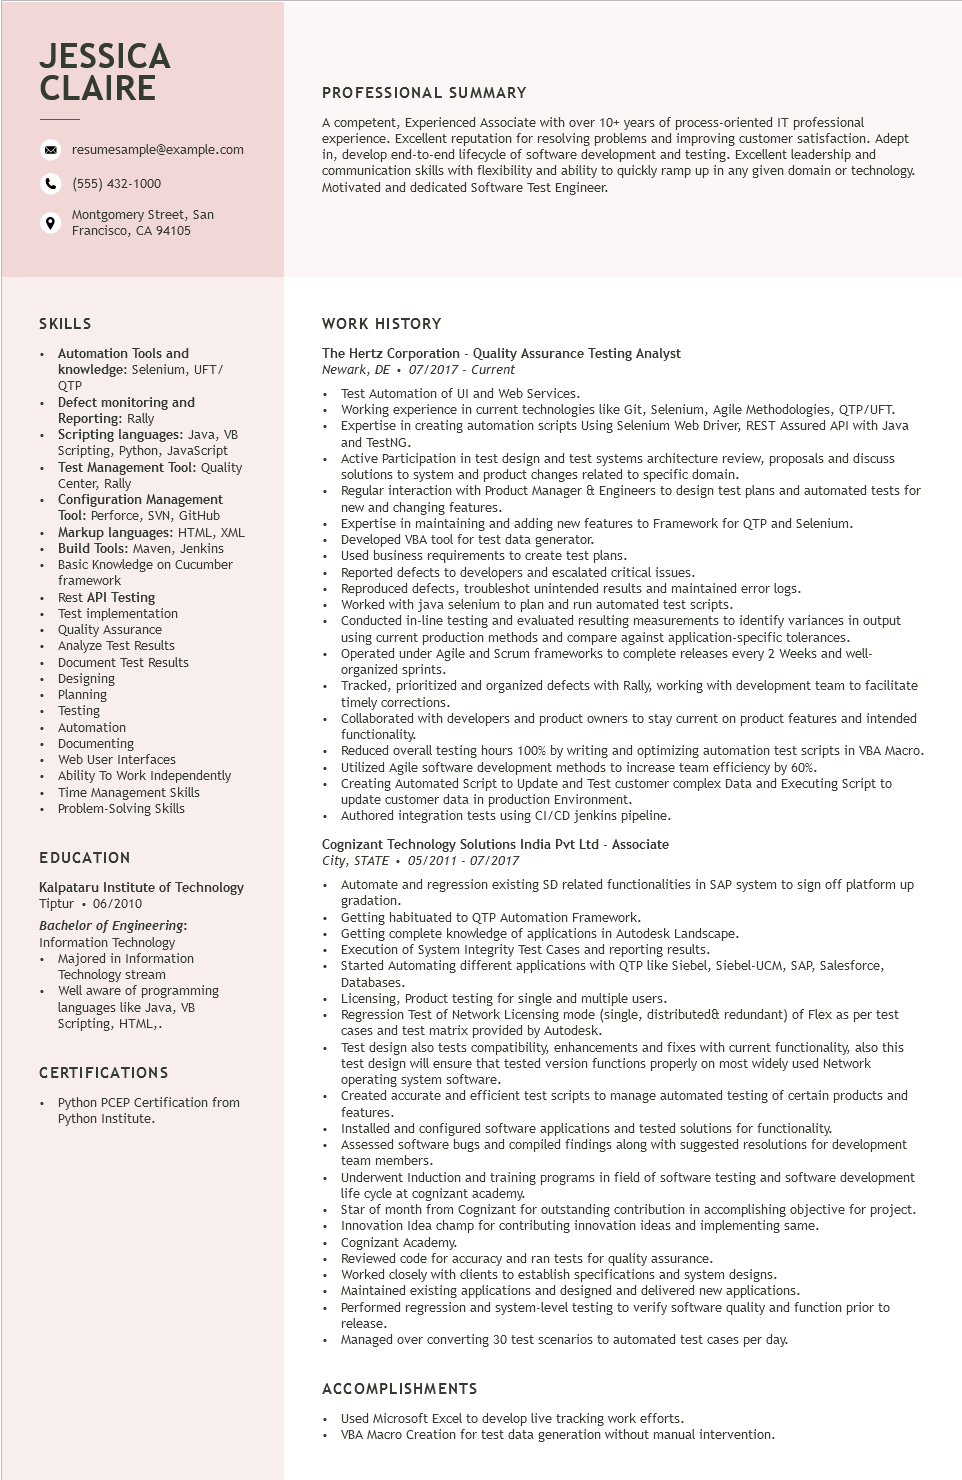 JESSICA
CLAIRE
resumesample@example.com
(555) 432-1000
Montgomery Street, San
Francisco, CA 94105
PROFESSIONAL SUMMARY
A competent, Experienced Associate with over 10+ years of process-oriented IT professional
experience. Excellent reputation for resolving problems and improving customer satisfaction. Adept
in, develop end-to-end lifecycle of software development and testing. Excellent leadership and
communication skills with flexibility and ability to quickly ramp up in any given domain or technology.
Motivated and dedicated Software Test Engineer.
SKILLS
• Automation Tools and
knowledge: Selenium, UFT/
QTP
• Defect monitoring and
Reporting: Rally
• Scripting languages: Java, VB
Scripting, Python, JavaScript
• Test Management Tool: Quality
Center, Rally
• Configuration Management
Tool: Perforce, SVN, GitHub
• Markup languages: HTML, XML
• Build Tools: Maven, Jenkins
• Basic Knowledge on Cucumber
framework
• Rest API Testing
• Test implementation
• Quality Assurance
• Analyze Test Results
• Document Test Results
• Designing
• Planning
• Testing
• Automation
• Documenting
• Web User Interfaces
• Ability To Work Independently
• Time Management Skills
• Problem-Solving Skills
EDUCATION
Kalpataru Institute of Technology
Tiptur • 06/2010
Bachelor of Engineering:
Information Technology
• Majored in Information
Technology stream
• Well aware of programming
languages like Java, VB
Scripting, HTML,.
CERTIFICATIONS
• Python PCEP Certification from
Python Institute.
WORK HISTORY
The Hertz Corporation - Quality Assurance Testing Analyst
Newark, DE • 07/2017 - Current
• Test Automation of UI and Web Services.
• Working experience in current technologies like Git, Selenium, Agile Methodologies, QTP/UFT.
• Expertise in creating automation scripts Using Selenium Web Driver, REST Assured API with Java
and TestNG.
• Active Participation in test design and test systems architecture review, proposals and discuss
solutions to system and product changes related to specific domain.
• Regular interaction with Product Manager & Engineers to design test plans and automated tests for
new and changing features.
• Expertise in maintaining and adding new features to Framework for QTP and Selenium.
• Developed VBA tool for test data generator.
• Used business requirements to create test plans.
• Reported defects to developers and escalated critical issues.
• Reproduced defects, troubleshot unintended results and maintained error logs.
• Worked with java selenium to plan and run automated test scripts.
• Conducted in-line testing and evaluated resulting measurements to identify variances in output
using current production methods and compare against application-specific tolerances.
• Operated under Agile and Scrum frameworks to complete releases every 2 Weeks and well-
organized sprints.
• Tracked, prioritized and organized defects with Rally, working with development team to facilitate
timely corrections.
• Collaborated with developers and product owners to stay current on product features and intended
functionality.
• Reduced overall testing hours 100% by writing and optimizing automation test scripts in VBA Macro.
• Utilized Agile software development methods to increase team efficiency by 60%.
• Creating Automated Script to Update and Test customer complex Data and Executing Script to
update customer data in production Environment.
• Authored integration tests using CI/CD jenkins pipeline.
Cognizant Technology Solutions India Pvt Ltd - Associate
City, STATE • 05/2011 - 07/2017
• Automate and regression existing SD related functionalities in SAP system to sign off platform up
gradation.
• Getting habituated to QTP Automation Framework.
• Getting complete knowledge of applications in Autodesk Landscape.
• Execution of System Integrity Test Cases and reporting results.
• Started Automating different applications with QTP like Siebel, Siebel-UCM, SAP, Salesforce,
Databases.
• Licensing, Product testing for single and multiple users.
• Regression Test of Network Licensing mode (single, distributed& redundant) of Flex as per test
cases and test matrix provided by Autodesk.
• Test design also tests compatibility, enhancements and fixes with current functionality, also this
test design will ensure that tested version functions properly on most widely used Network
operating system software.
• Created accurate and efficient test scripts to manage automated testing of certain products and
features.
• Installed and configured software applications and tested solutions for functionality.
• Assessed software bugs and compiled findings along with suggested resolutions for development
team members.
• Underwent Induction and training programs in field of software testing and software development
life cycle at cognizant academy.
• Star of month from Cognizant for outstanding contribution in accomplishing objective for project.
• Innovation Idea champ for contributing innovation ideas and implementing same.
• Cognizant Academy.
• Reviewed code for accuracy and ran tests for quality assurance.
• Worked closely with clients to establish specifications and system designs.
• Maintained existing applications and designed and delivered new applications.
• Performed regression and system-level testing to verify software quality and function prior to
release.
• Managed over converting 30 test scenarios to automated test cases per day.
ACCOMPLISHMENTS
• Used Microsoft Excel to develop live tracking work efforts.
• VBA Macro Creation for test data generation without manual intervention.